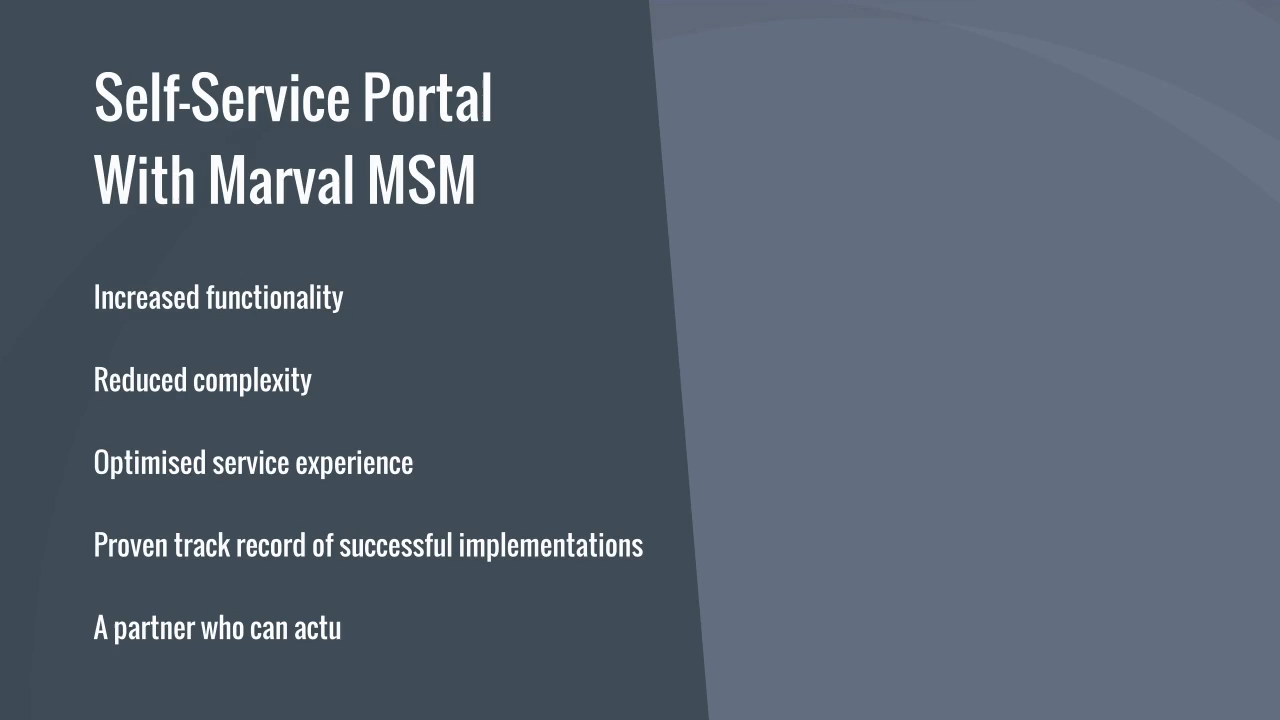 Self-Service Portal
With Marval MSM
Increased functionality
Reduced complexity
Optimised service experience
Proven track record of successful implementations
A partner who can actu